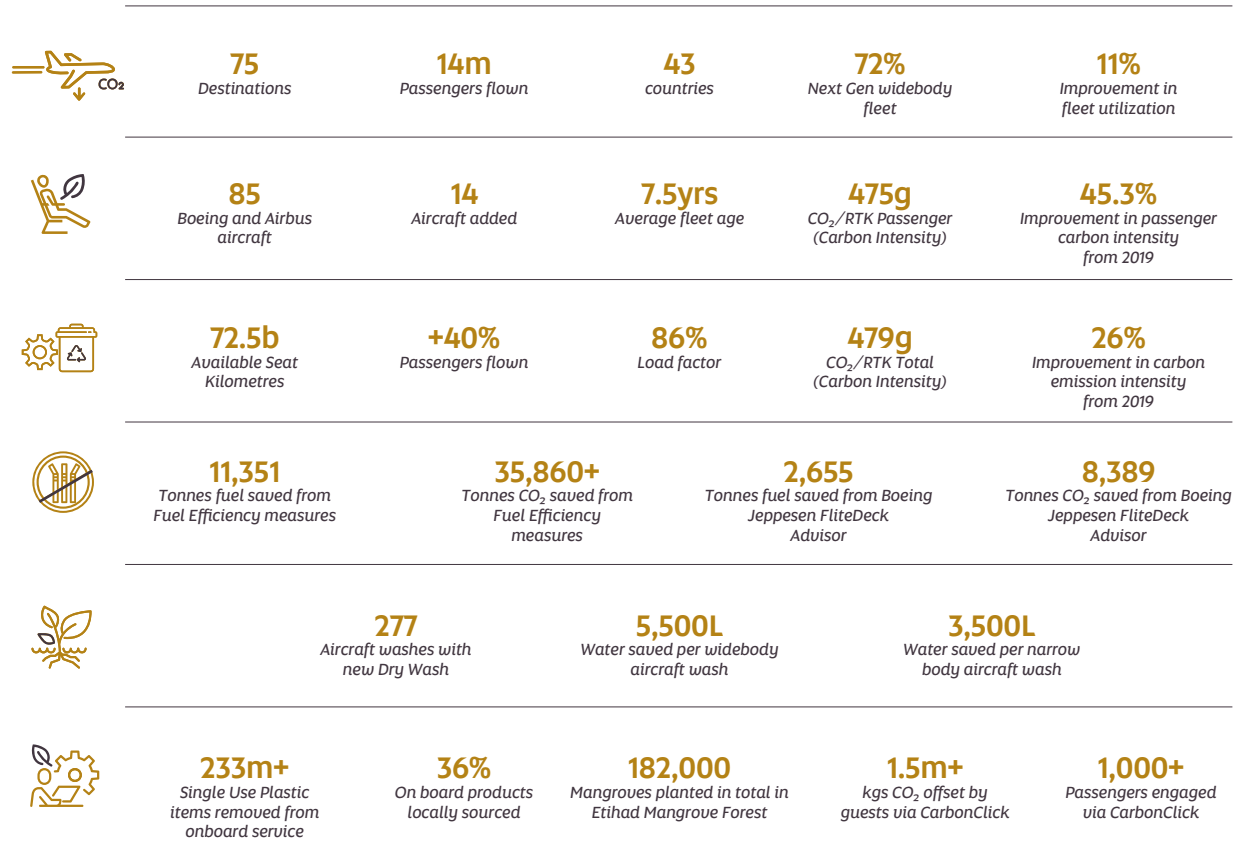 CO₂
75
Destinations
14m
Passengers flown
43
countries
72%
Next Gen widebody
fleet
11%
Improvement in
fleet utilization
85
Boeing and Airbus
aircraft
14
Aircraft added
7.5yrs
Average fleet age
475g
CO₂/RTK Passenger
(Carbon Intensity)
45.3%
Improvement in passenger
carbon intensity
from 2019
72.5b
Available Seat
Kilometres
+40%
Passengers flown
86%
Load factor
479g
CO₂/RTK Total
(Carbon Intensity)
26%
Improvement in carbon
emission intensity
from 2019
11,351
Tonnes fuel saved from
Fuel Efficiency measures
35,860+
Tonnes CO₂ saved from
Fuel Efficiency
measures
2,655
Tonnes fuel saved from Boeing
Jeppesen FliteDeck
Advisor
8,389
Tonnes CO₂ saved from Boeing
Jeppesen FliteDeck
Advisor
277
Aircraft washes with
new Dry Wash
5,500L
Water saved per widebody
aircraft wash
3,500L
Water saved per narrow
body aircraft wash
233m+
Single Use Plastic
items removed from
onboard service
36%
On board products
locally sourced
182,000
Mangroves planted in total in
Etihad Mangrove Forest
1.5m+
kgs CO₂ offset by
guests via CarbonClick
1,000+
Passengers engaged
via CarbonClick